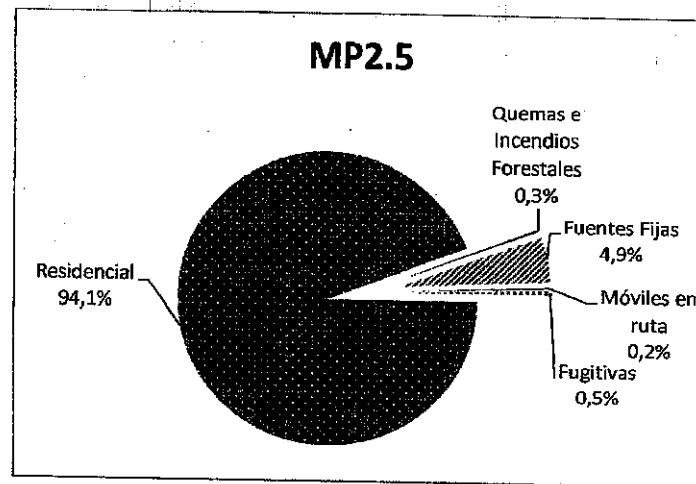 MP2.5
Quemas e
Incendios
Forestales
0,3%
Fuentes Fijas
4,9%
Residencial
94,1%
Móviles en
ruta
0,2%
Fugitivas
0,5%